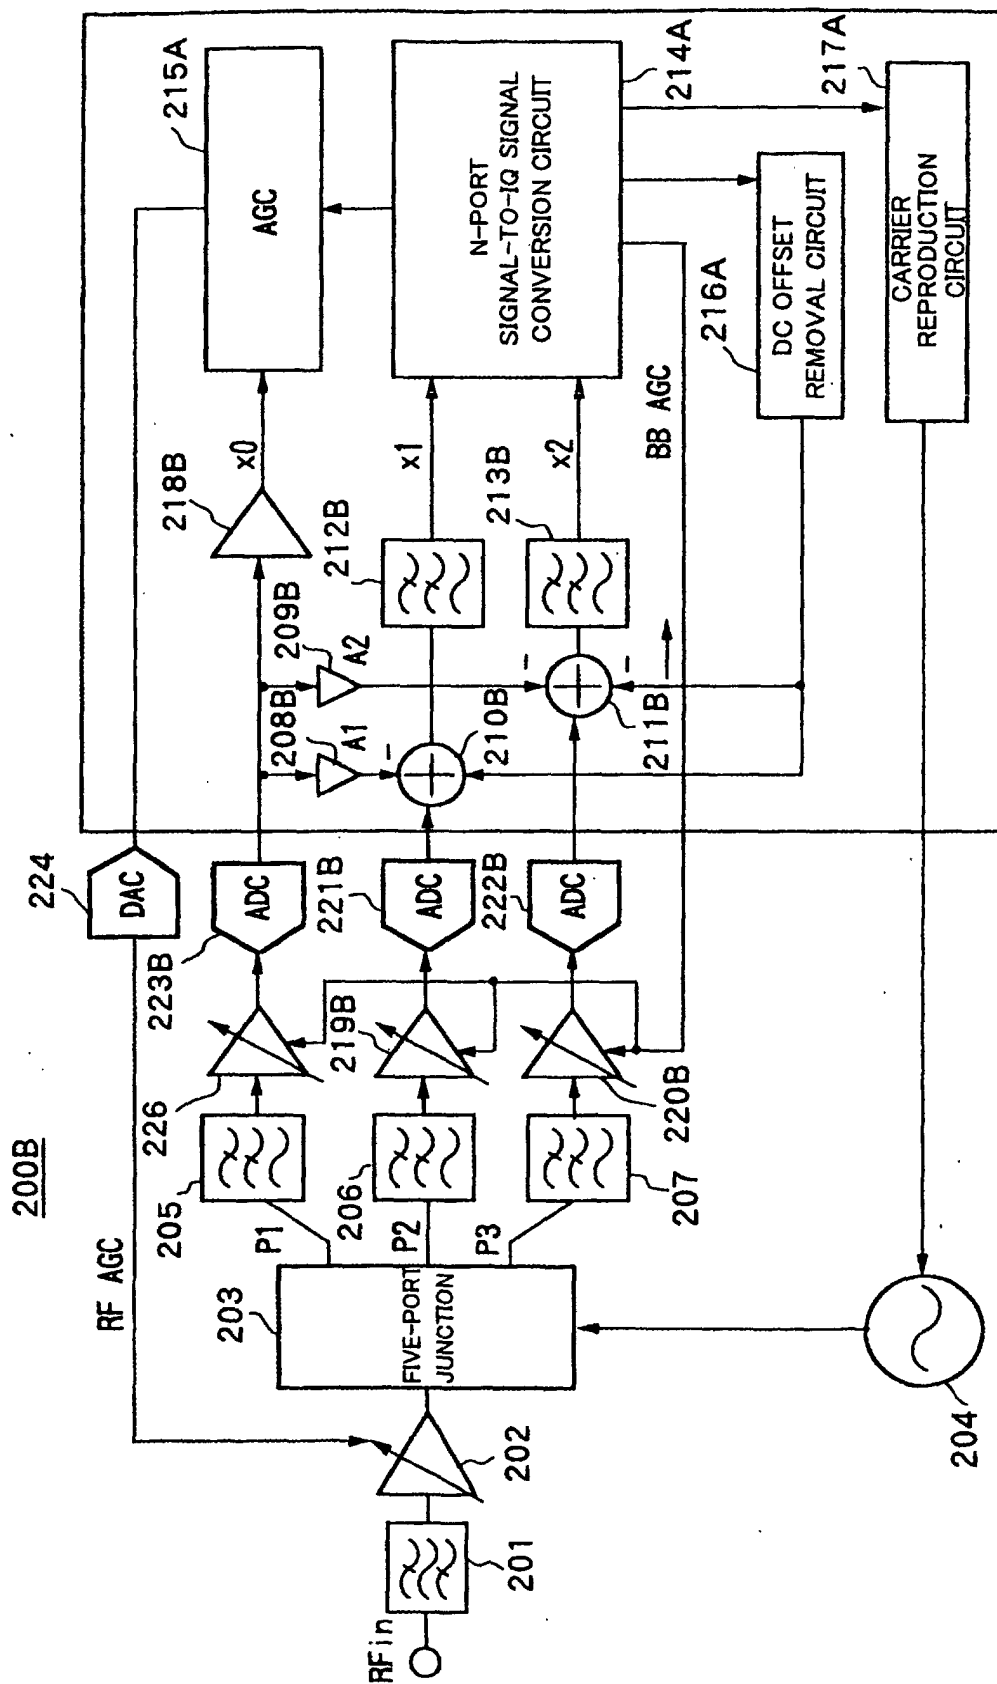 200B
RFin
201
202
RF AGC
203
FIVE-PORT
JUNCTION
204
P1
P2
P3
205
206
207
226
219B
220B
224
DAC
223B
ADC
221B
ADC
222B
ADC
208B
A1
209B
A2
-
210B
-
-
211B
218B
212B
213B
x0
x1
x2
BB AGC
215A
AGC
N-PORT
SIGNAL-TO-IQ SIGNAL
CONVERSION CIRCUIT
214A
216A
DC OFFSET
REMOVAL CIRCUIT
217A
CARRIER
REPRODUCTION
CIRCUIT